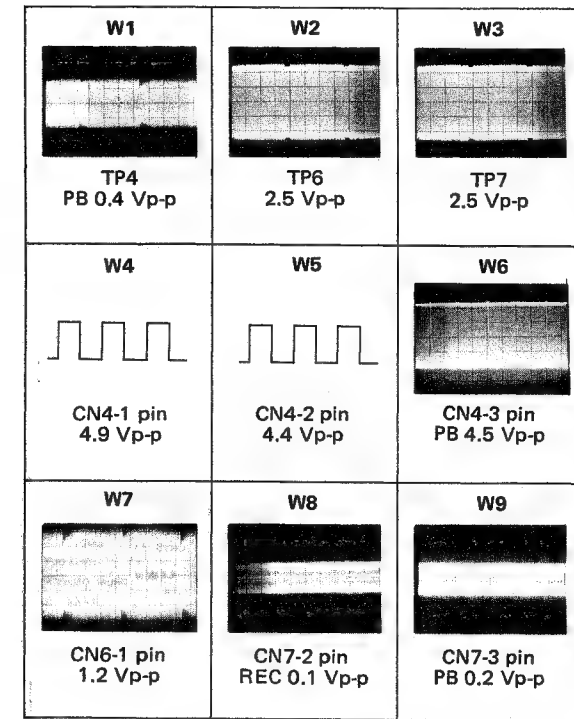 W1
W2
W3
TP4
PB 0.4 Vp-p
TP6
2.5 Vp-p
TP7
2.5 Vp-p
W4
W5
W6
CN4-1 pin
4.9 Vp-p
CN4-2 pin
4.4 Vp-p
CN4-3 pin
PB 4.5 Vp-p
W7
W8
W9
CN6-1 pin
1.2 Vp-p
CN7-2 pin
REC 0.1 Vp-p
CN7-3 pin
PB 0.2 Vp-p